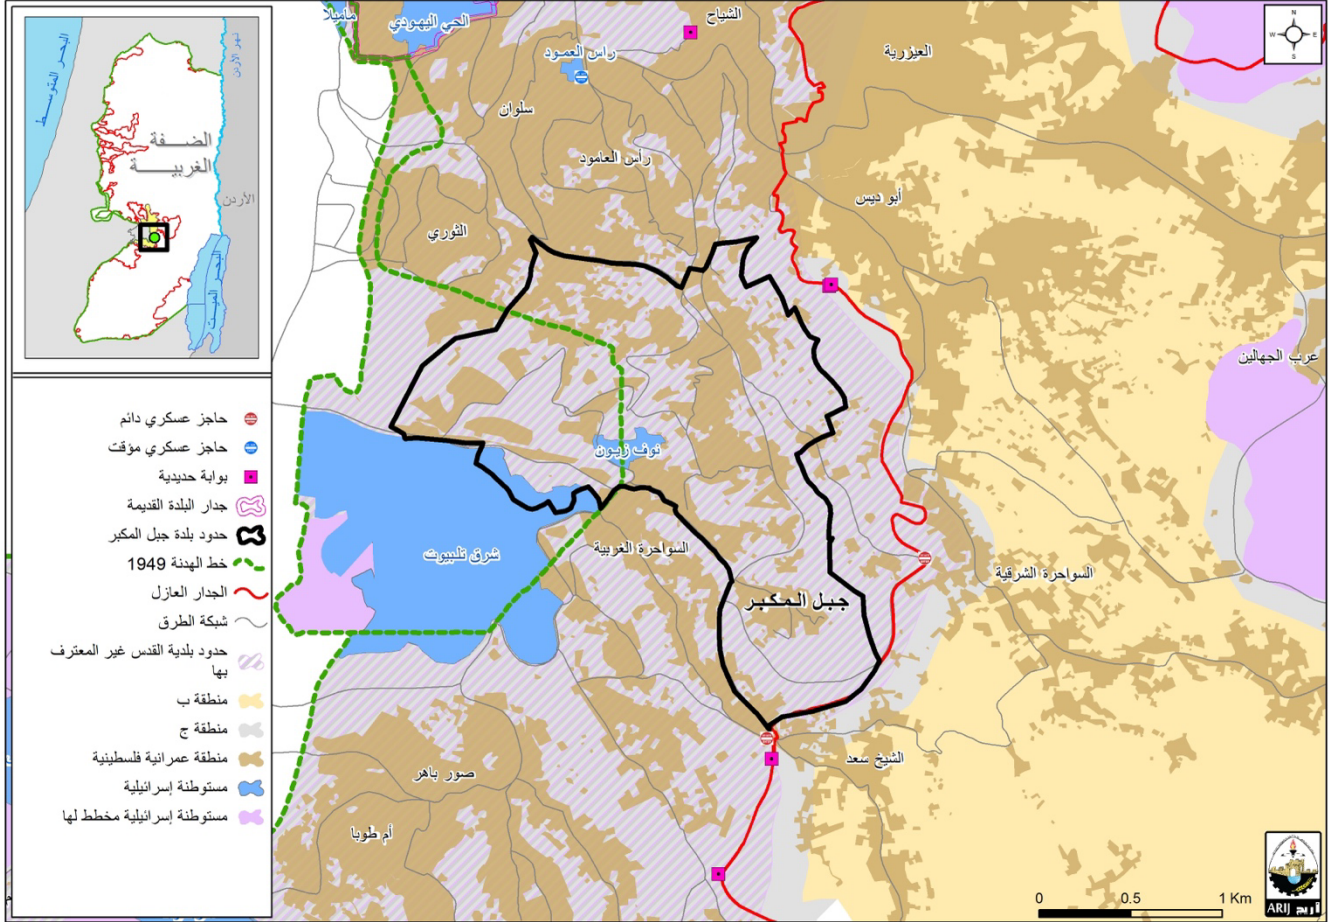 البحر المتوسط
نهر الأردن
الضفة
الغربية
الأردن
البحر الميت
حاجز عسكري دائم
حاجز عسكري مؤقت
بوابة حديدية
جدار البلدة القديمة
حدود بلدة جبل المكبر
خط الهدنة 1949
الجدار العازل
شبكة الطرق
حدود بلدية القدس غير المعترف
بها
منطقة ب
منطقة ج
منطقة عمرانية فلسطينية
مستوطنة إسرائيلية
مستوطنة إسرائيلية مخطط لها
ماميلا
الحي اليهودي
الشياح
راس العمود
العيزرية
N
W E
S
سلوان
رأس العامود
أبو ديس
الثوري
عرب الجهالين
نوف زيون
شرق تلبيوت
السواحرة الغربية
السواحرة الشرقية
جبل المكبر
الشيخ سعد
صور باهر
أم طوبا
0 0.5 1 Km
ARIJ أريج